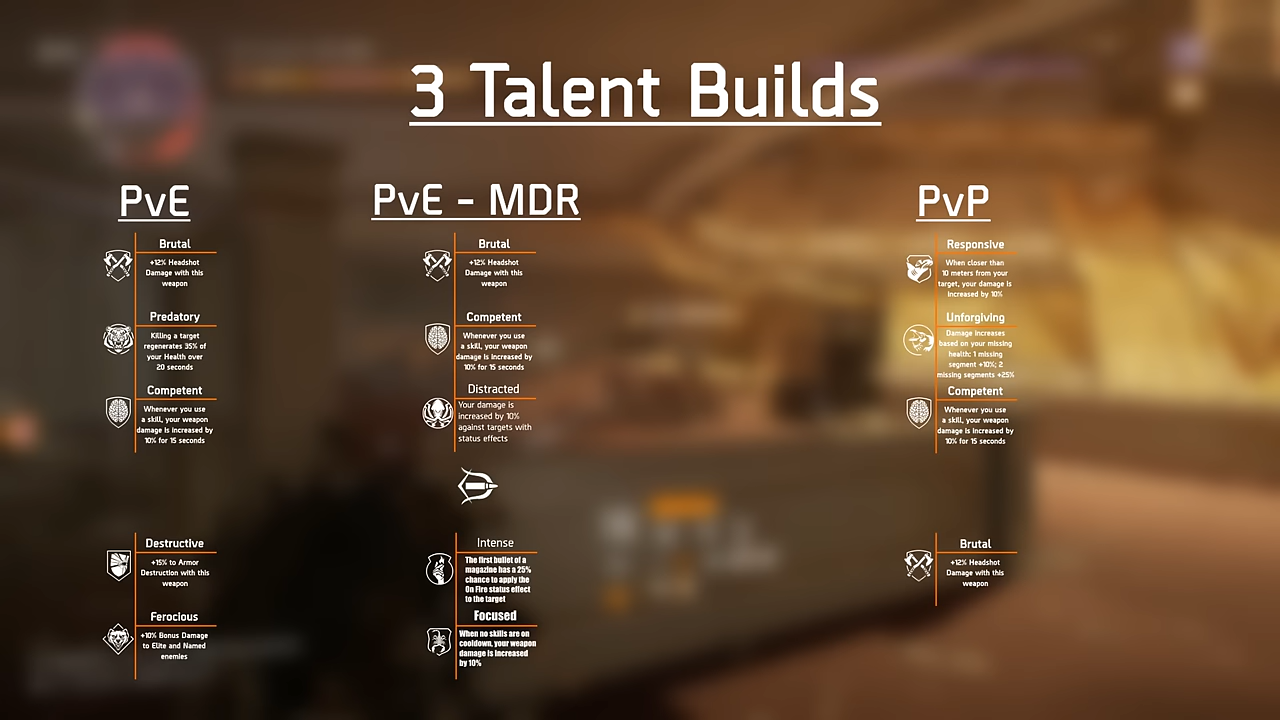 3 Talent Builds
PvE
Brutal
+12% Headshot
Damage with this
weapon
Predatory
Killing a target
regenerates 35% of
your Health over
20 seconds
Competent
Whenever you use
a skill, your weapon
damage is increased by
10% for 15 seconds
Destructive
+15% to Armor
Destruction with this
weapon
Ferocious
+10% Bonus Damage
to Elite and Named
enemies
PvE - MDR
Brutal
+12% Headshot
Damage with this
weapon
Competent
Whenever you use
a skill, your weapon
damage is increased by
10% for 15 seconds
Distracted
Your damage is
increased by 10%
against targets with
status effects
Intense
The first bullet of a
magazine has a 25%
chance to apply the
On Fire status effect
to the target
Focused
When no skills are on
cooldown, your weapon
damage is increased
by 10%
PvP
Responsive
When closer than
10 meters from your
target, your damage is
increased by 10%
Unforgiving
Damage increases
based on your missing
health: 1 missing
segment +10%; 2
missing segments +25%
Competent
Whenever you use
a skill, your weapon
damage is increased by
10% for 15 seconds
Brutal
+12% Headshot
Damage with this
weapon